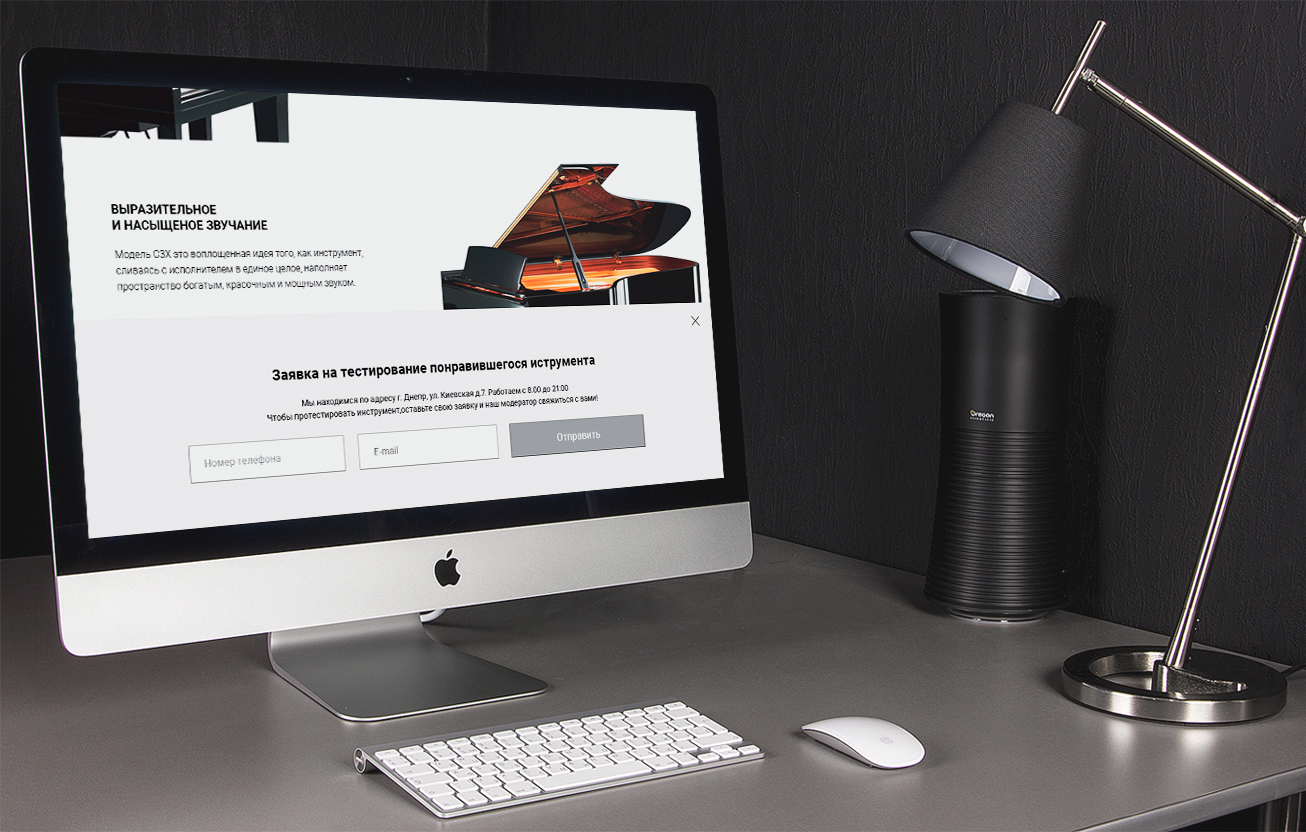 ВЫРАЗИТЕЛЬНОЕ
И НАСЫЩЕНОЕ ЗВУЧАНИЕ
Модель C3X это воплощенная идея того, как инструмент,
сливаясь с исполнителем в единое целое, наполняет
пространство богатым, красочным и мощным звуком.
Заявка на тестирование понравившегося иструмента
Мы находимся по адресу г. Днепр, ул. Киевская д.7. Работаем с 8.00 до 21:00
Чтобы протестировать инструмент,оставьте свою заявку и наш модератор свяжиться с вами!
Номер телефона
E-mail
Отправить
Oregon